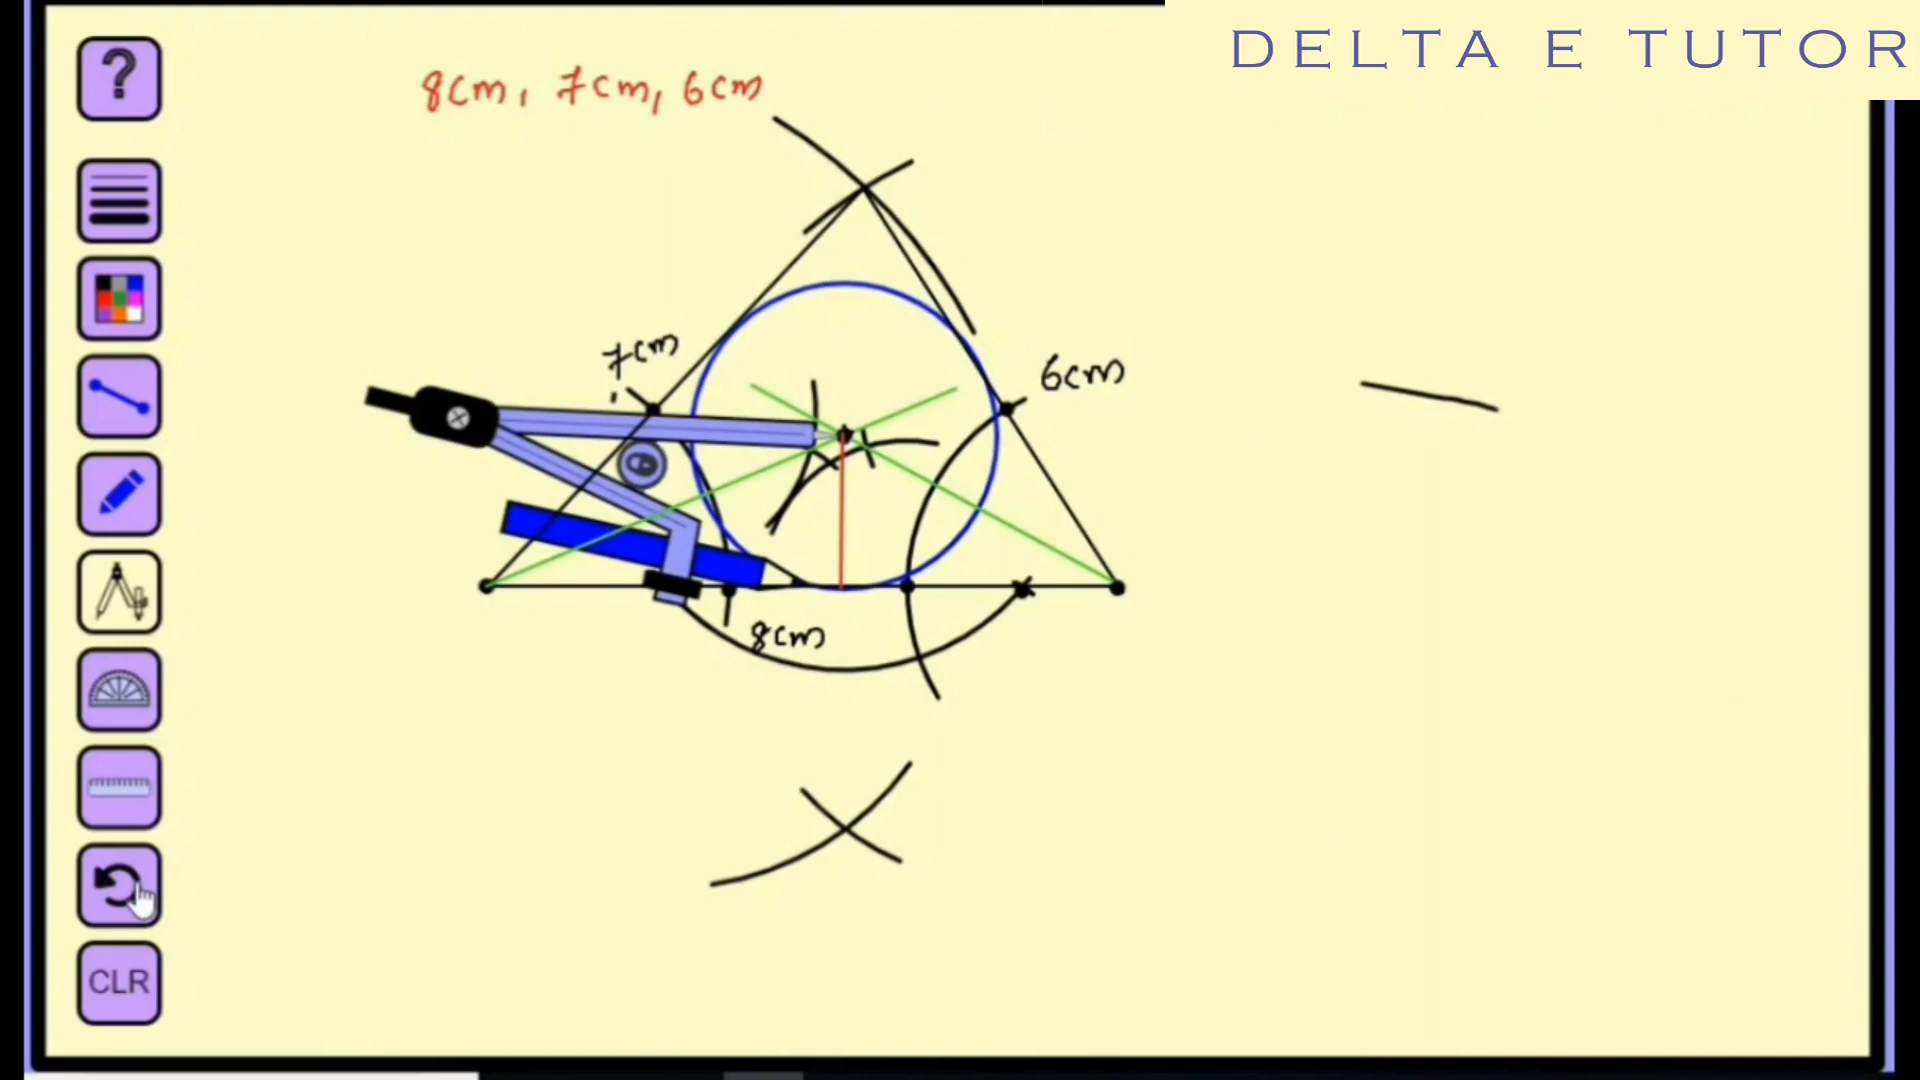 DELTA E TUTOR
?
8cm, 7cm, 6cm
7cm
6cm
8cm
CLR